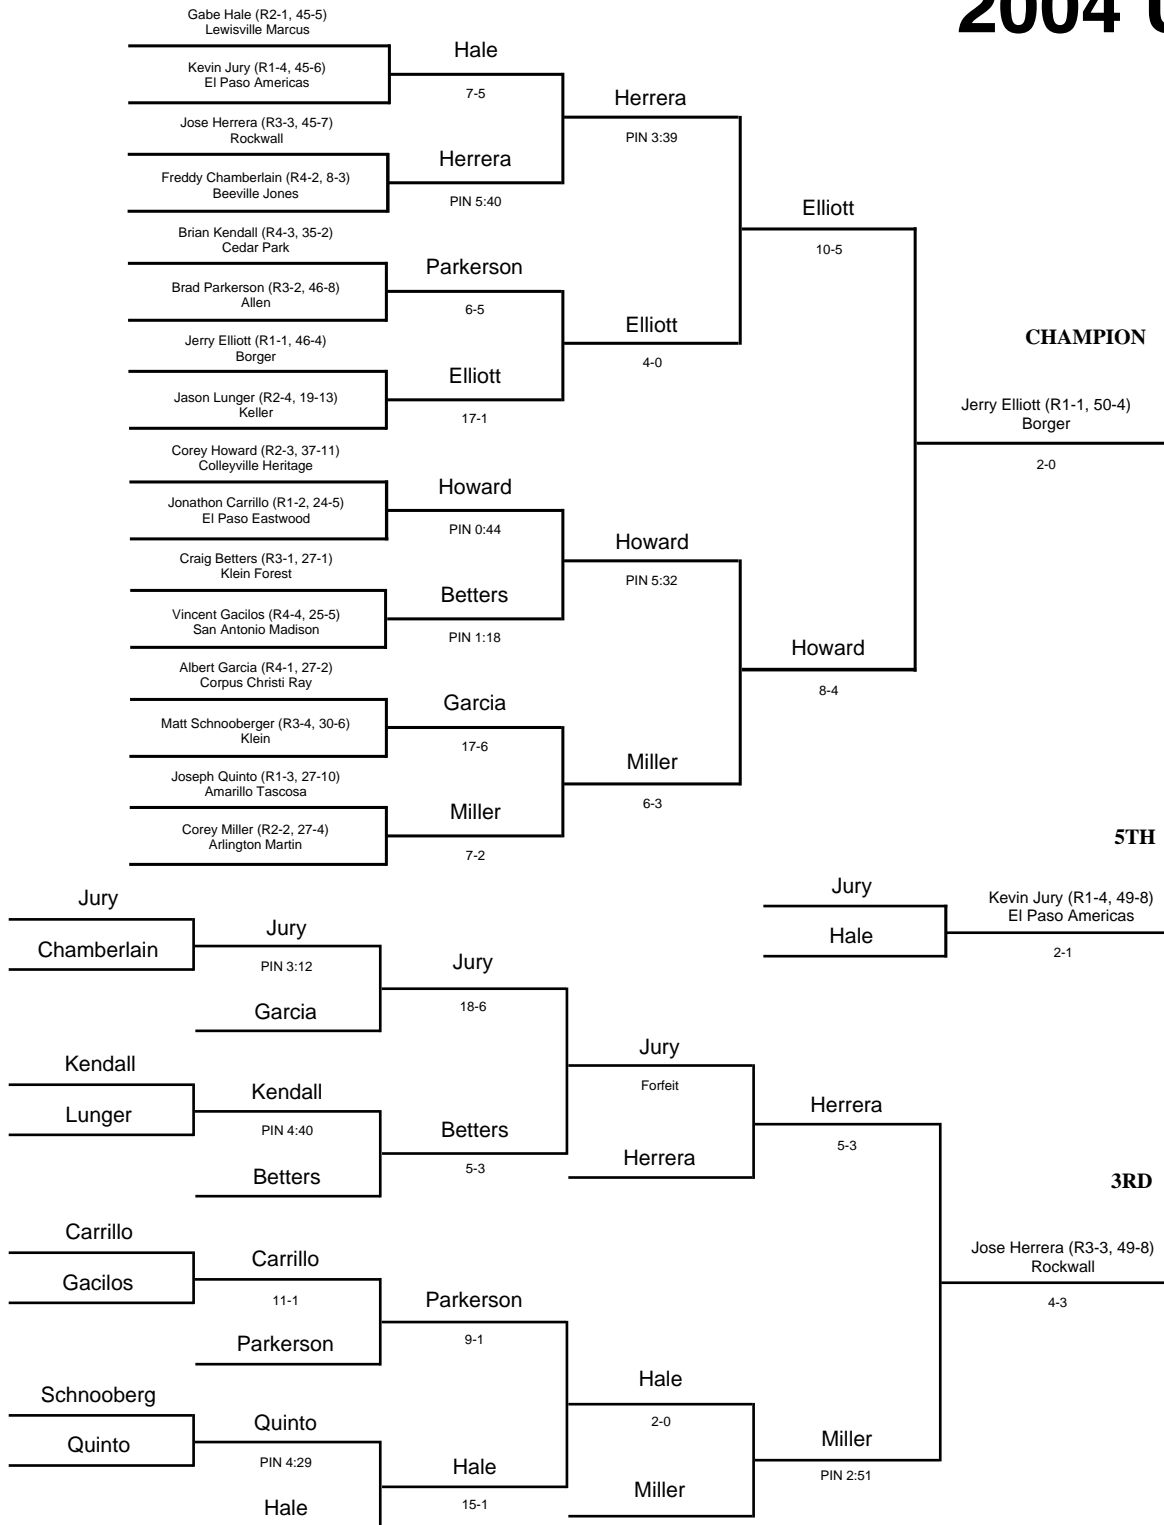 2004 U
Gabe Hale (R2-1, 45-5)
Lewisville Marcus
Hale
Kevin Jury (R1-4, 45-6)
El Paso Americas
7-5
Herrera
Jose Herrera (R3-3, 45-7)
Rockwall
PIN 3:39
Herrera
Freddy Chamberlain (R4-2, 8-3)
Beeville Jones
PIN 5:40
Elliott
Brian Kendall (R4-3, 35-2)
Cedar Park
10-5
Parkerson
Brad Parkerson (R3-2, 46-8)
Allen
6-5
Elliott
Jerry Elliott (R1-1, 46-4)
Borger
4-0
CHAMPION
Elliott
Jason Lunger (R2-4, 19-13)
Keller
17-1
Jerry Elliott (R1-1, 50-4)
Borger
2-0
Corey Howard (R2-3, 37-11)
Colleyville Heritage
Howard
Jonathon Carrillo (R1-2, 24-5)
El Paso Eastwood
PIN 0:44
Howard
Craig Betters (R3-1, 27-1)
Klein Forest
PIN 5:32
Betters
Vincent Gacilos (R4-4, 25-5)
San Antonio Madison
PIN 1:18
Howard
Albert Garcia (R4-1, 27-2)
Corpus Christi Ray
8-4
Garcia
Matt Schnooberger (R3-4, 30-6)
Klein
17-6
Miller
Joseph Quinto (R1-3, 27-10)
Amarillo Tascosa
6-3
Miller
Corey Miller (R2-2, 27-4)
Arlington Martin
7-2
5TH
Jury
Hale
Kevin Jury (R1-4, 49-8)
El Paso Americas
2-1
Jury
Chamberlain
Jury
PIN 3:12
Garcia
Jury
18-6
Kendall
Lunger
Kendall
PIN 4:40
Betters
Betters
5-3
Jury
Forfeit
Herrera
Herrera
5-3
3RD
Jose Herrera (R3-3, 49-8)
Rockwall
4-3
Carrillo
Gacilos
Carrillo
11-1
Parkerson
Parkerson
9-1
Schnooberg
Quinto
Quinto
PIN 4:29
Hale
Hale
15-1
Hale
2-0
Miller
Miller
PIN 2:51